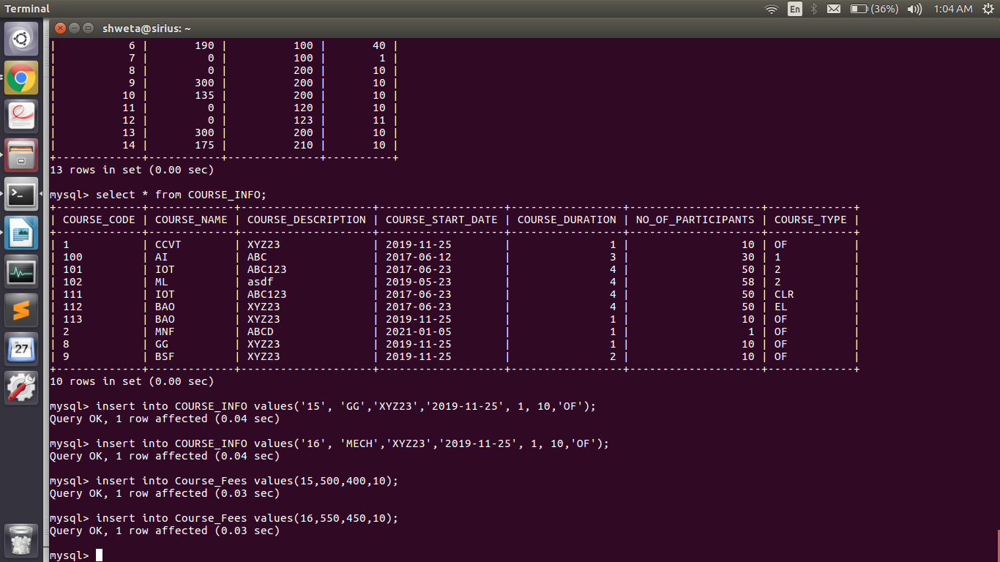 Terminal
En
(36%)
1:04 AM
shweta@sirius: ~
|           6 |       190 |          100 |       40 |
|           7 |         0 |          100 |        1 |
|           8 |         0 |          200 |       10 |
|           9 |       300 |          200 |       10 |
|          10 |       135 |          200 |       10 |
|          11 |         0 |          120 |       10 |
|          12 |         0 |          123 |       11 |
|          13 |       300 |          200 |       10 |
|          14 |       175 |          210 |       10 |
+-------------+-----------+--------------+----------+
13 rows in set (0.00 sec)
mysql> select * from COURSE_INFO;
+-------------+-------------+--------------------+-------------------+-----------------+--------------------+-------------+
| COURSE_CODE | COURSE_NAME | COURSE_DESCRIPTION | COURSE_START_DATE | COURSE_DURATION | NO_OF_PARTICIPANTS | COURSE_TYPE |
+-------------+-------------+--------------------+-------------------+-----------------+--------------------+-------------+
| 1           | CCVT        | XYZ23              | 2019-11-25        |               1 |                 10 | OF          |
| 100         | AI          | ABC                | 2017-06-12        |               3 |                 30 | 1           |
| 101         | IOT         | ABC123             | 2017-06-23        |               4 |                 50 | 2           |
| 102         | ML          | asdf               | 2019-05-23        |               4 |                 58 | 2           |
| 111         | IOT         | ABC123             | 2017-06-23        |               4 |                 50 | CLR         |
| 112         | BAO         | XYZ23              | 2017-06-23        |               4 |                 50 | EL          |
| 113         | BAO         | XYZ23              | 2019-11-25        |               1 |                 10 | OF          |
| 2           | MNF         | ABCD               | 2021-01-05        |               1 |                  1 | OF          |
| 8           | GG          | XYZ23              | 2019-11-25        |               1 |                 10 | OF          |
| 9           | BSF         | XYZ23              | 2019-11-25        |               2 |                 10 | OF          |
+-------------+-------------+--------------------+-------------------+-----------------+--------------------+-------------+
10 rows in set (0.00 sec)
mysql> insert into COURSE_INFO values('15', 'GG','XYZ23','2019-11-25', 1, 10,'OF');
Query OK, 1 row affected (0.04 sec)
mysql> insert into COURSE_INFO values('16', 'MECH','XYZ23','2019-11-25', 1, 10,'OF');
Query OK, 1 row affected (0.04 sec)
mysql> insert into Course_Fees values(15,500,400,10);
Query OK, 1 row affected (0.03 sec)
mysql> insert into Course_Fees values(16,550,450,10);
Query OK, 1 row affected (0.03 sec)
mysql>
27